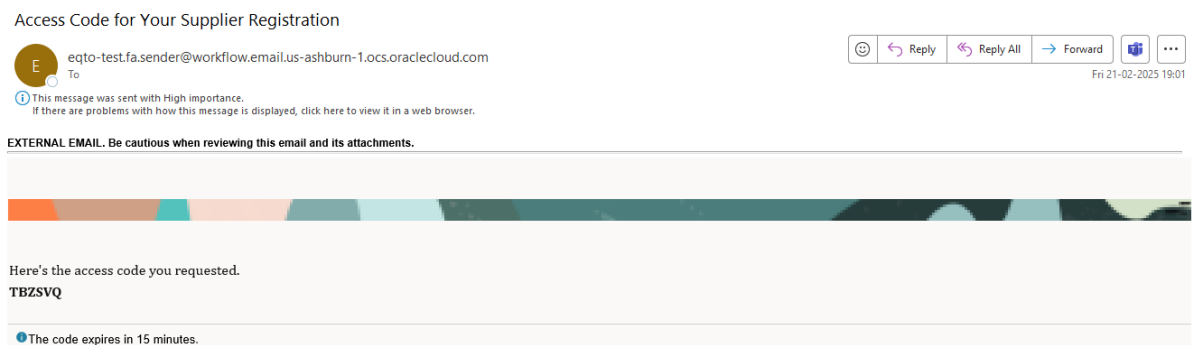 Access Code for Your Supplier Registration
E
eqto-test.fa.sender@workflow.email.us-ashburn-1.ocs.oraclecloud.com
To
Reply
Reply All
Forward
Fri 21-02-2025 19:01
This message was sent with High importance.
If there are problems with how this message is displayed, click here to view it in a web browser.
EXTERNAL EMAIL. Be cautious when reviewing this email and its attachments.
Here's the access code you requested.
TBZSVQ
The code expires in 15 minutes.